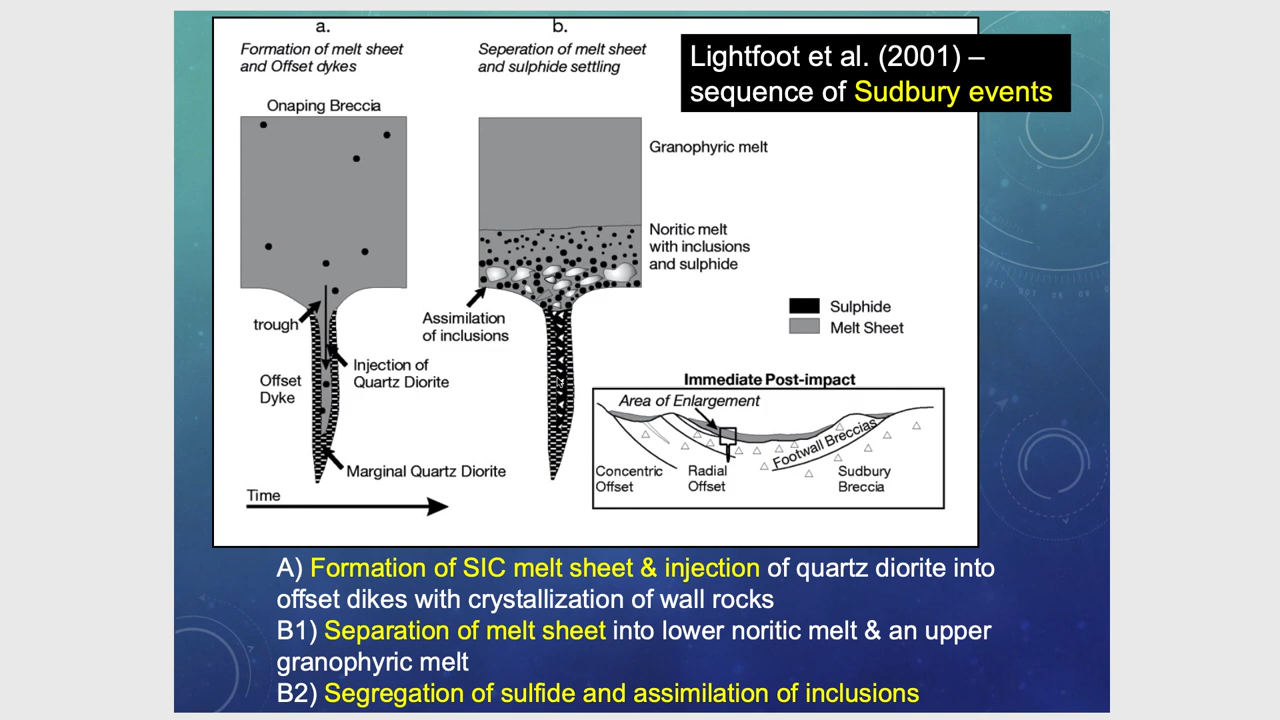 a.
Formation of melt sheet
and Offset dykes
Onaping Breccia
trough
Injection of
Quartz Diorite
Offset
Dyke
Marginal Quartz Diorite
Time
b.
Seperation of melt sheet
and sulphide settling
Granophyric melt
Noritic melt
with inclusions
and sulphide
Assimilation
of inclusions
Sulphide
Melt Sheet
Immediate Post-impact
Area of Enlargement
Footwall Breccias
Concentric
Offset
Radial
Offset
Sudbury
Breccia
Lightfoot et al. (2001) –
sequence of Sudbury events
A) Formation of SIC melt sheet & injection of quartz diorite into
offset dikes with crystallization of wall rocks
B1) Separation of melt sheet into lower noritic melt & an upper
granophyric melt
B2) Segregation of sulfide and assimilation of inclusions